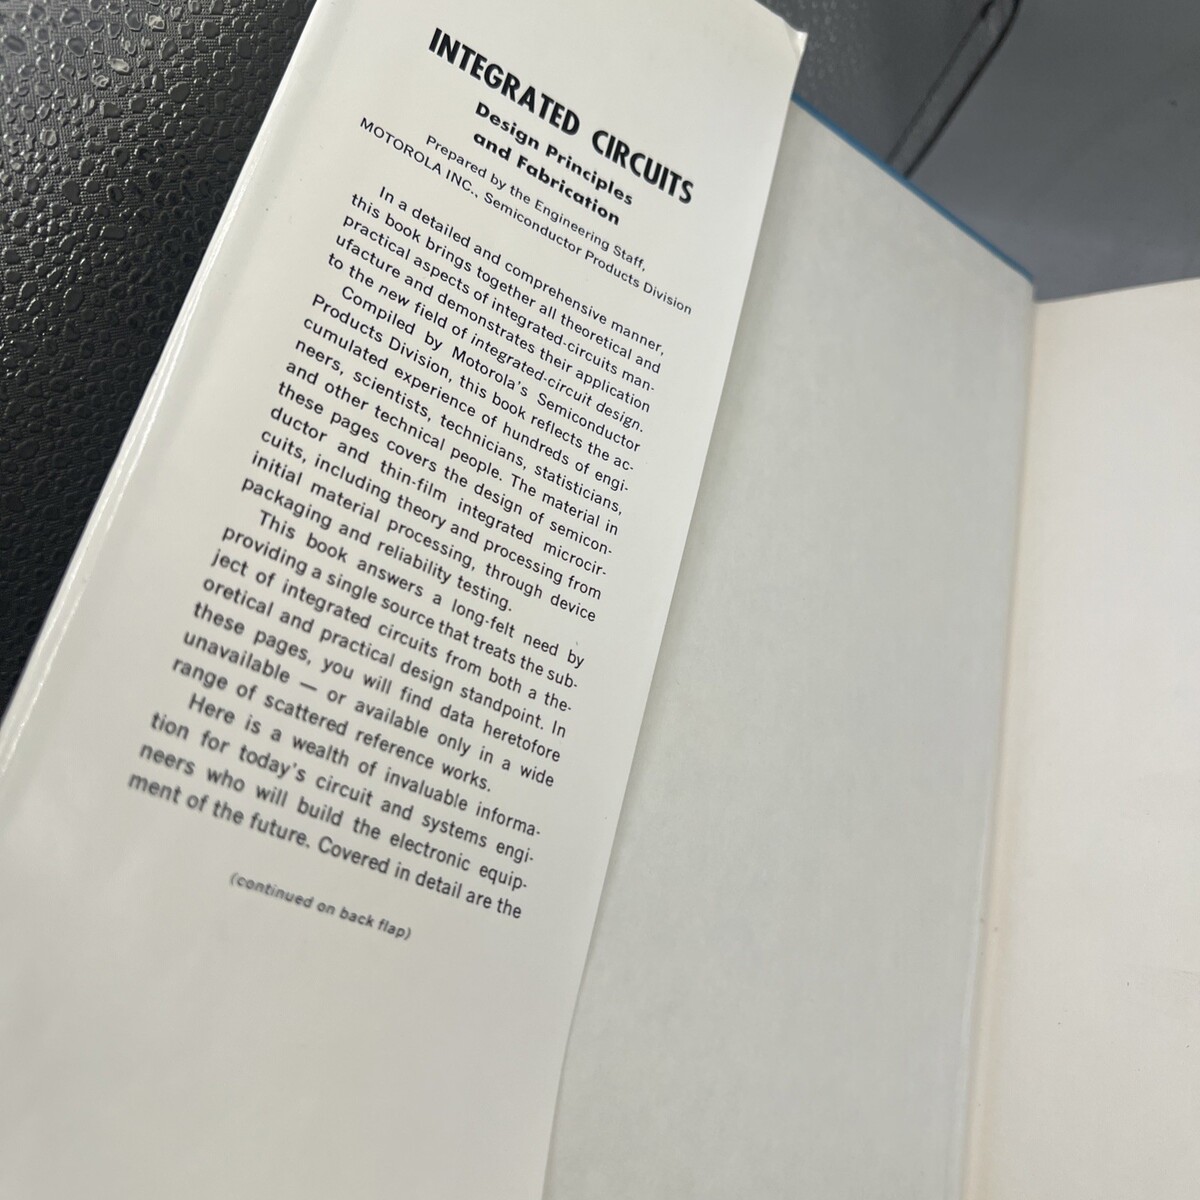 INTEGRATED CIRCUITS
Design Principles
and Fabrication
Prepared by the Engineering Staff,
MOTOROLA INC., Semiconductor Products Division
In a detailed and comprehensive manner,
this book brings together all theoretical and
practical aspects of integrated-circuits man-
ufacture and demonstrates their application
to the new field of integrated-circuit design.
Compiled by Motorola's Semiconductor
Products Division, this book reflects the ac-
cumulated experience of hundreds of engi-
neers, scientists, technicians, statisticians,
and other technical people. The material in
these pages covers the design of semicon-
ductor and thin-film integrated microcir-
cuits, including theory and processing from
initial material processing, through device
packaging and reliability testing.
This book answers a long-felt need by
providing a single source that treats the sub-
ject of integrated circuits from both a the-
oretical and practical design standpoint. In
these pages, you will find data heretofore
unavailable — or available only in a wide
range of scattered reference works.
Here is a wealth of invaluable informa-
tion for today's circuit and systems engi-
neers who will build the electronic equip-
ment of the future. Covered in detail are the
(continued on back flap)